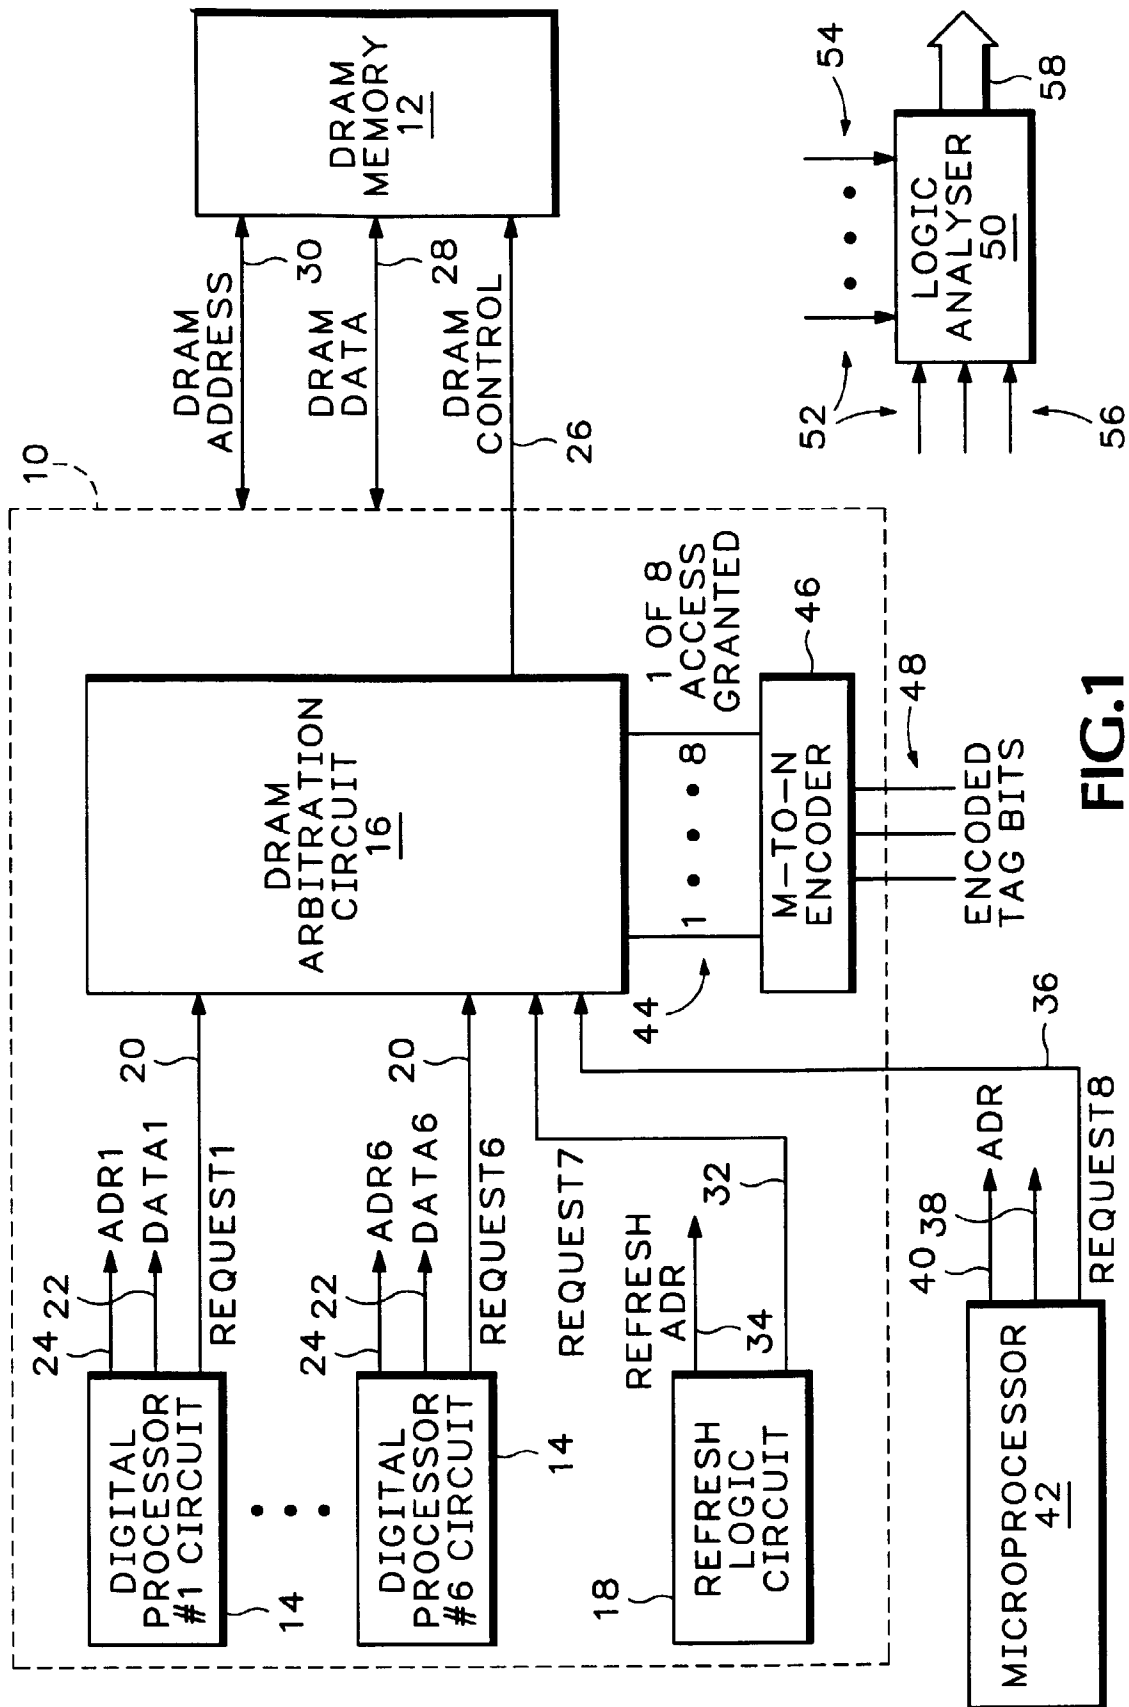 10
DIGITAL
PROCESSOR
#1 CIRCUIT
14
24
22
ADR1
DATA1
REQUEST1
20
DIGITAL
PROCESSOR
#6 CIRCUIT
14
24
22
ADR6
DATA6
REQUEST6
20
REQUEST7
REFRESH
LOGIC
CIRCUIT
18
REFRESH
ADR
34
32
MICROPROCESSOR
42
40
38
ADR
REQUEST8
36
DRAM
ARBITRATION
CIRCUIT
16
44
1
8
1 OF 8
ACCESS
GRANTED
M-TO-N
ENCODER
46
48
ENCODED
TAG BITS
DRAM
ADDRESS
30
DRAM
DATA
28
DRAM
CONTROL
26
DRAM
MEMORY
12
52
54
56
LOGIC
ANALYSER
50
58
FIG.1